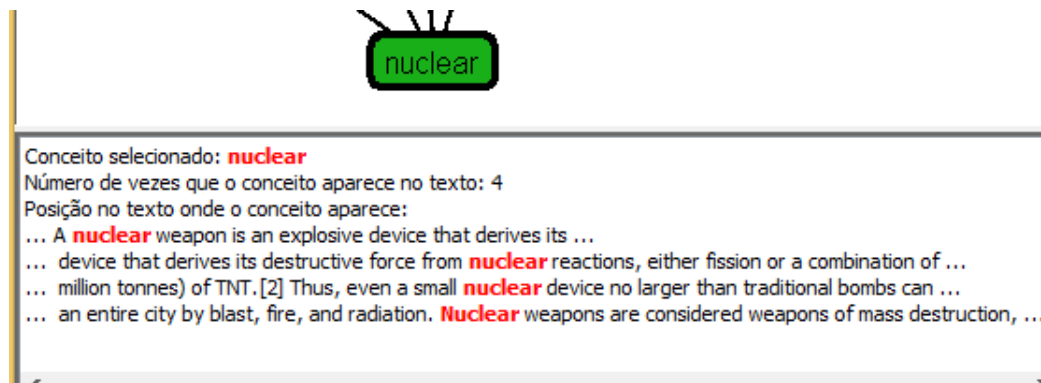 nuclear
Conceito selecionado: nuclear
Número de vezes que o conceito aparece no texto: 4
Posição no texto onde o conceito aparece:
... A nuclear weapon is an explosive device that derives its ...
... device that derives its destructive force from nuclear reactions, either fission or a combination of ...
... million tonnes) of TNT.[2] Thus, even a small nuclear device no larger than traditional bombs can ...
... an entire city by blast, fire, and radiation. Nuclear weapons are considered weapons of mass destruction, ...